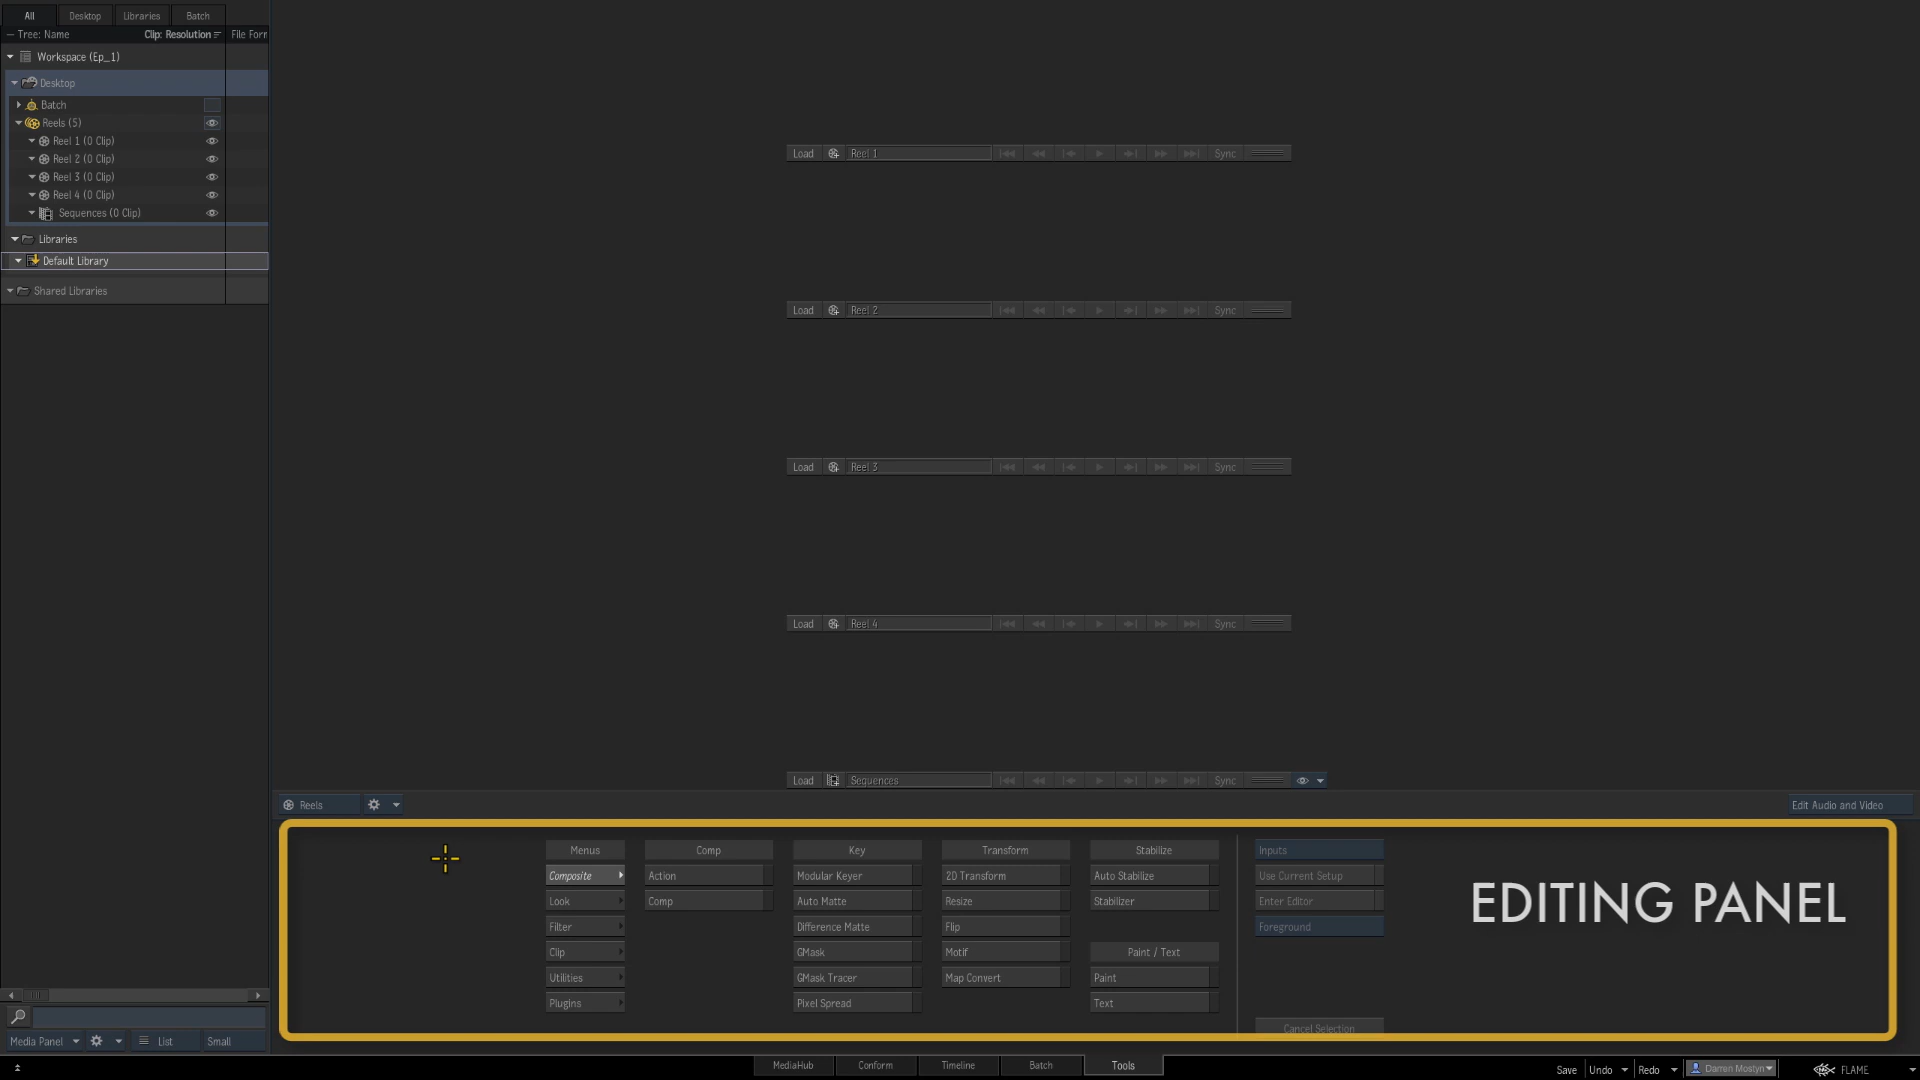 All Desktop Libraries Batch
Tree: Name Clip: Resolution File Forr
Workspace (Ep_1)
Desktop
Batch
Reels (5)
Reel 1 (0 Clip)
Reel 2 (0 Clip)
Reel 3 (0 Clip)
Reel 4 (0 Clip)
Sequences (0 Clip)
Libraries
Default Library
Shared Libraries
Load Reel 1 Sync
Load Reel 2 Sync
Load Reel 3 Sync
Load Reel 4 Sync
Load Sequences Sync
Reels Edit Audio and Video
Menus Comp Key Transform Stabilize Inputs
Composite Action Modular Keyer 2D Transform Auto Stabilize Use Current Setup
Look Comp Auto Matte Resize Stabilizer Enter Editor
EDITING PANEL
Filter Difference Matte Flip Foreground
Clip GMask Motif Paint / Text
Utilities GMask Tracer Map Convert Paint
Plugins Pixel Spread Text
Cancel Selection
Media Panel List Small
MediaHub Conform Timeline Batch Tools
Save Undo Redo Darren Mostyn FLAME